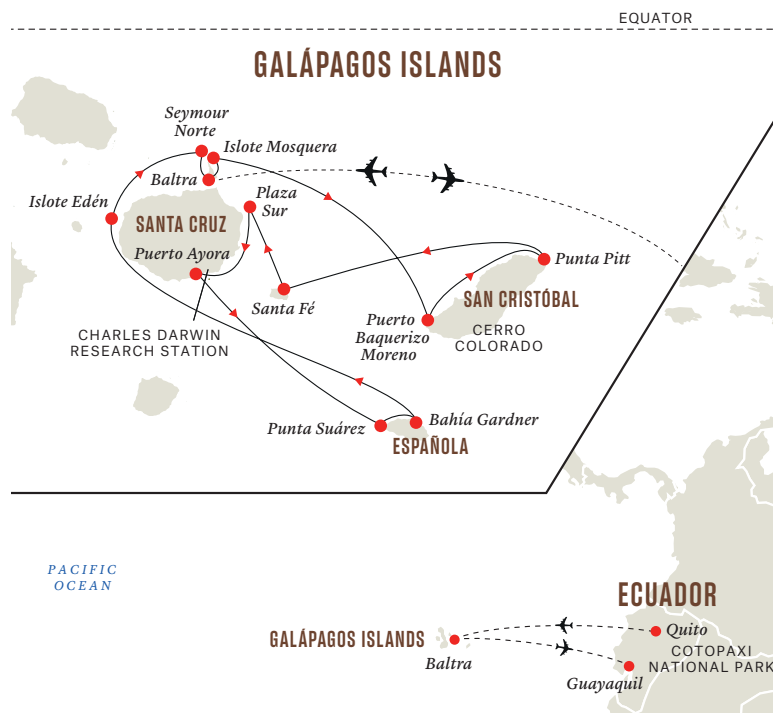 EQUATOR
GALÁPAGOS ISLANDS
Seymour
Norte
Islote Mosquera
Baltra
Plaza
Sur
Islote Edén
SANTA CRUZ
Puerto Ayora
Punta Pitt
Santa Fé
SAN CRISTÓBAL
Puerto
Baquerizo
Moreno
CERRO
COLORADO
CHARLES DARWIN
RESEARCH STATION
Bahía Gardner
Punta Suárez
ESPAÑOLA
PACIFIC
OCEAN
ECUADOR
GALÁPAGOS ISLANDS
Baltra
Quito
COTOPAXI
NATIONAL PARK
Guayaquil